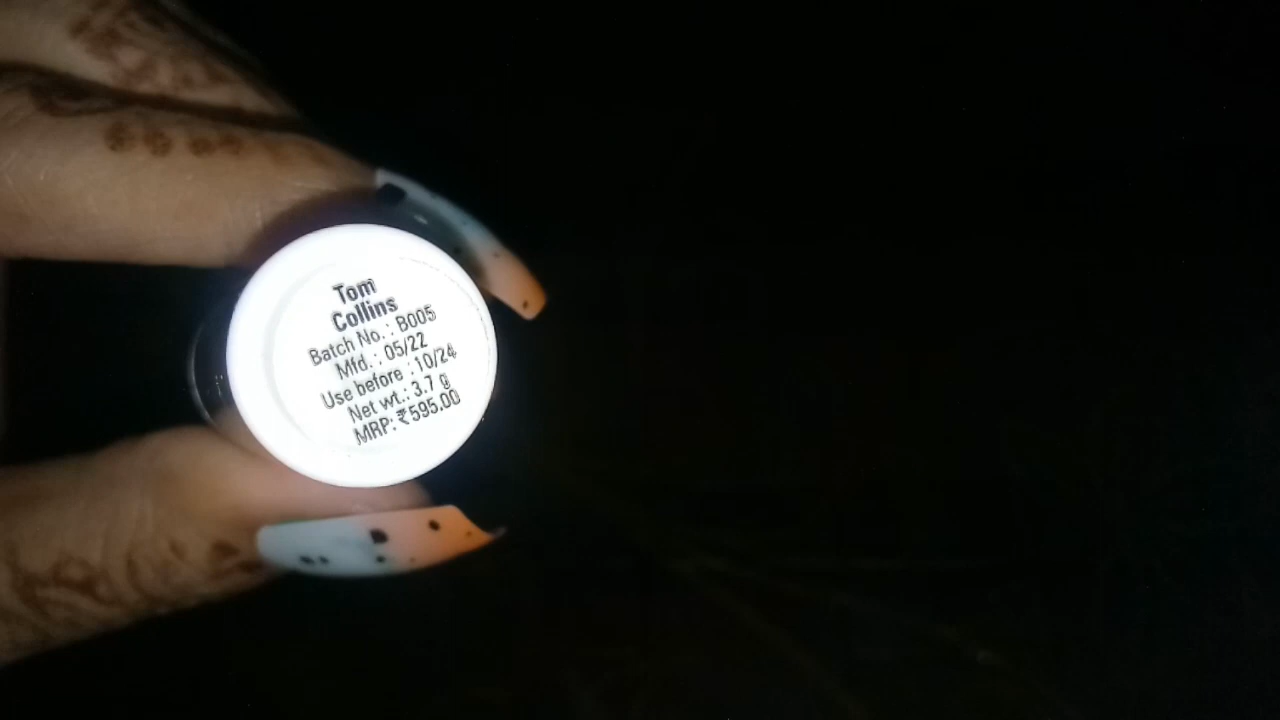 Tom
Collins
Batch No. : B005
Mfd. : 05/22
Use before : 10/24
Net wt.: 3.7 g
MRP: ₹595.00